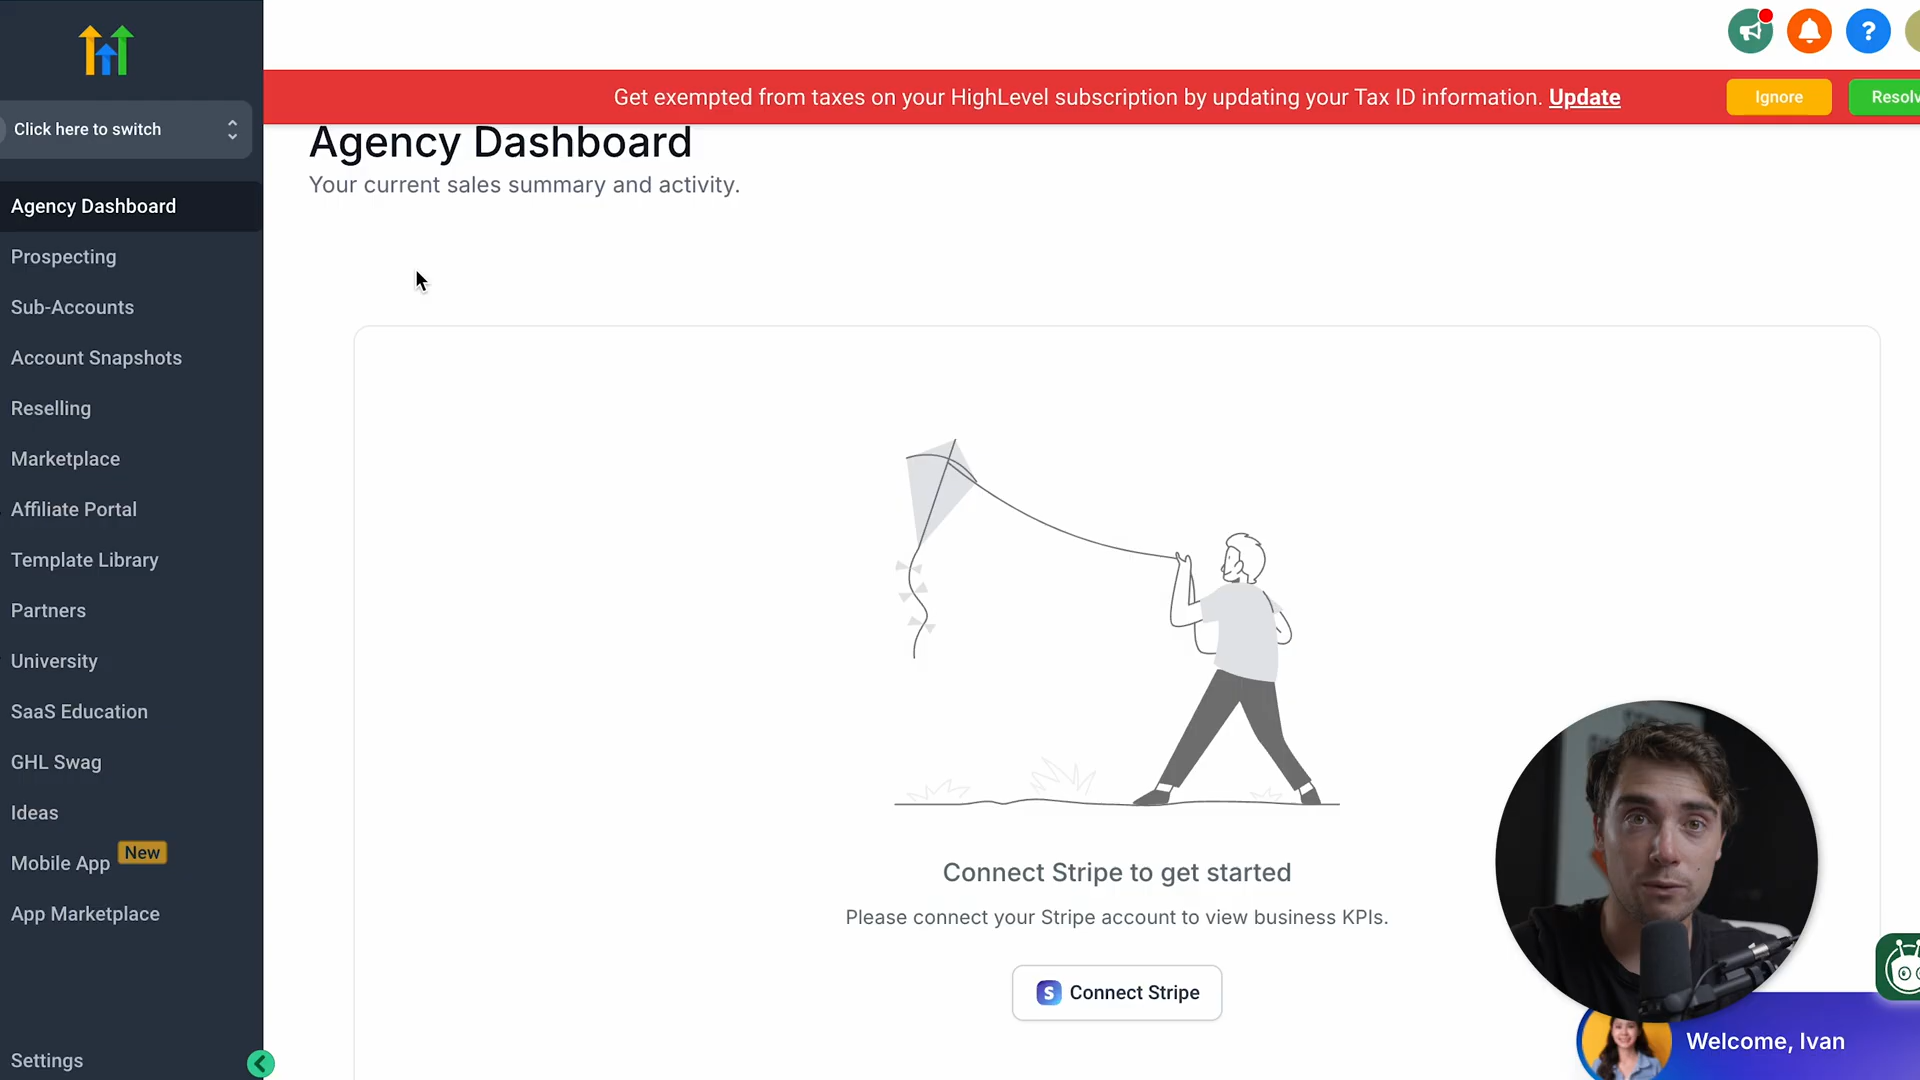 ?
Get exempted from taxes on your HighLevel subscription by updating your Tax ID information. Update
Ignore
Resolv
Click here to switch
Agency Dashboard
Prospecting
Sub-Accounts
Account Snapshots
Reselling
Marketplace
Affiliate Portal
Template Library
Partners
University
SaaS Education
GHL Swag
Ideas
Mobile App New
App Marketplace
Settings
Agency Dashboard
Your current sales summary and activity.
Connect Stripe to get started
Please connect your Stripe account to view business KPIs.
S Connect Stripe
Welcome, Ivan